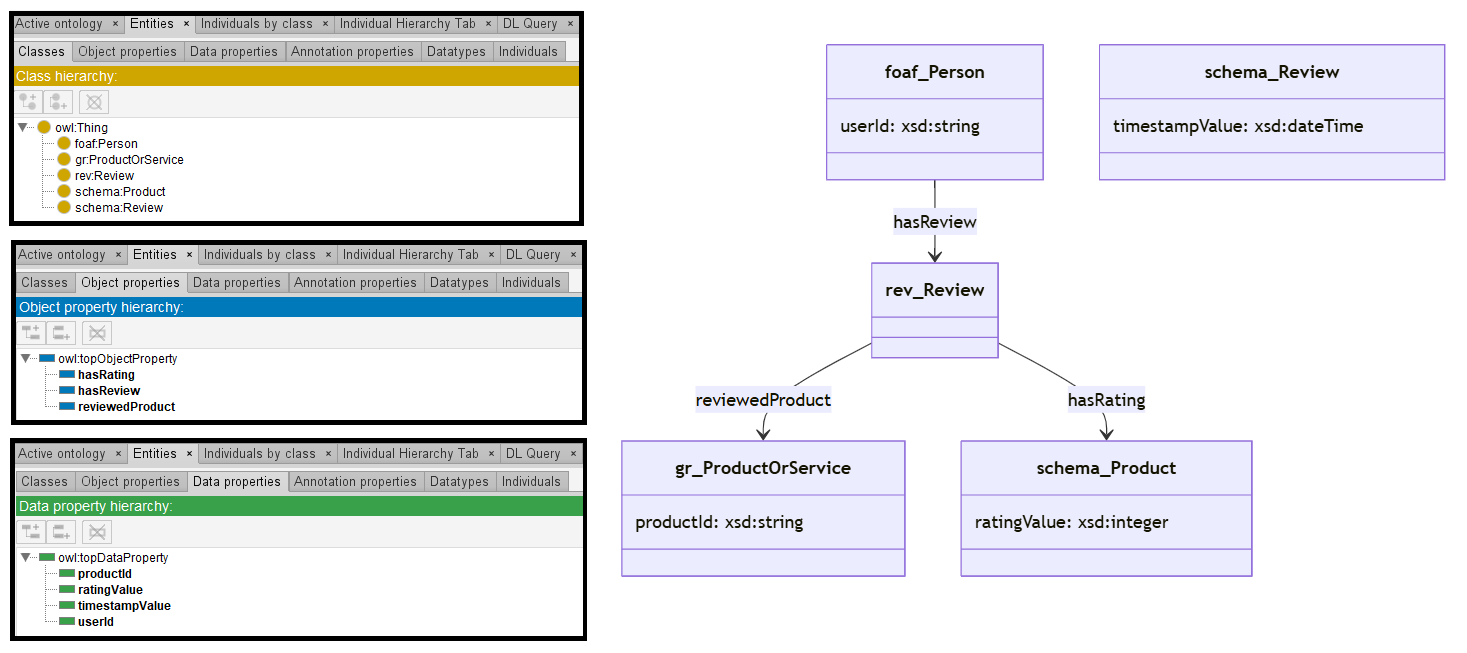 Active ontology × Entities × Individuals by class × Individual Hierarchy Tab × DL Query ×
Classes Object properties Data properties Annotation properties Datatypes Individuals
Class hierarchy:
owl:Thing
foaf:Person
gr:ProductOrService
rev:Review
schema:Product
schema:Review
Active ontology × Entities × Individuals by class × Individual Hierarchy Tab × DL Query ×
Classes Object properties Data properties Annotation properties Datatypes Individuals
Object property hierarchy:
owl:topObjectProperty
hasRating
hasReview
reviewedProduct
Active ontology × Entities × Individuals by class × Individual Hierarchy Tab × DL Query ×
Classes Object properties Data properties Annotation properties Datatypes Individuals
Data property hierarchy:
owl:topDataProperty
productId
ratingValue
timestampValue
userId
foaf_Person
userId: xsd:string
schema_Review
timestampValue: xsd:dateTime
hasReview
rev_Review
reviewedProduct
hasRating
gr_ProductOrService
productId: xsd:string
schema_Product
ratingValue: xsd:integer